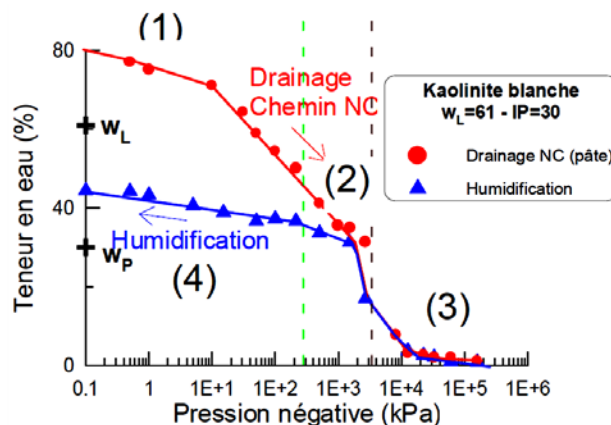 (1)
80
Drainage
Chemin NC
Kaolinite blanche
wL=61 - IP=30
Drainage NC (pâte)
Humidification
wL
(2)
40
Humidification
wP
(4)
(3)
0
0.1
1
1E+1
1E+2
1E+3
1E+4
1E+5
1E+6
Teneur en eau (%)
Pression négative (kPa)